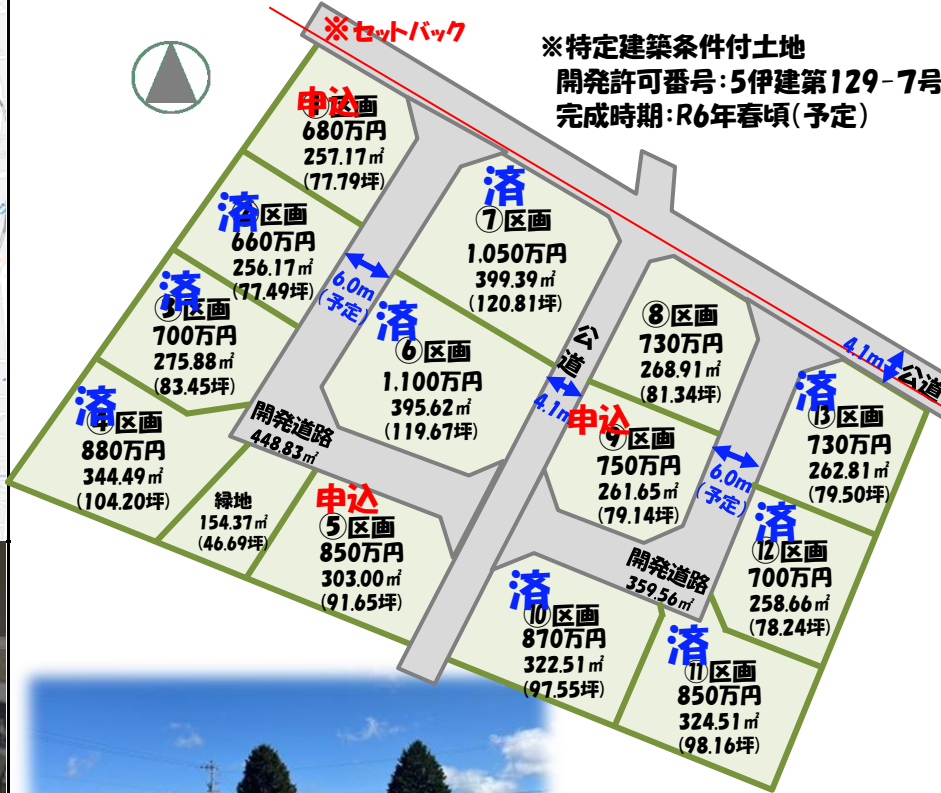 ※セットバック
※特定建築条件付土地
開発許可番号:5伊建第129-7号
完成時期:R6年春頃(予定)
申込
①区画
680万円
257.17㎡
(77.79坪)
済
②区画
660万円
256.17㎡
(77.49坪)
済
③区画
700万円
275.88㎡
(83.45坪)
済
④区画
880万円
344.49㎡
(104.20坪)
緑地
154.37㎡
(46.69坪)
申込
⑤区画
850万円
303.00㎡
(91.65坪)
開発道路
448.83㎡
6.0m
(予定)
済
⑥区画
1,100万円
395.62㎡
(119.67坪)
済
⑦区画
1,050万円
399.39㎡
(120.81坪)
公道
4.1m
⑧区画
730万円
268.91㎡
(81.34坪)
申込
⑨区画
750万円
261.65㎡
(79.14坪)
6.0m
(予定)
開発道路
359.56㎡
済
⑩区画
870万円
322.51㎡
(97.55坪)
済
⑪区画
850万円
324.51㎡
(98.16坪)
済
⑫区画
700万円
258.66㎡
(78.24坪)
済
⑬区画
730万円
262.81㎡
(79.50坪)
4.1m
公道